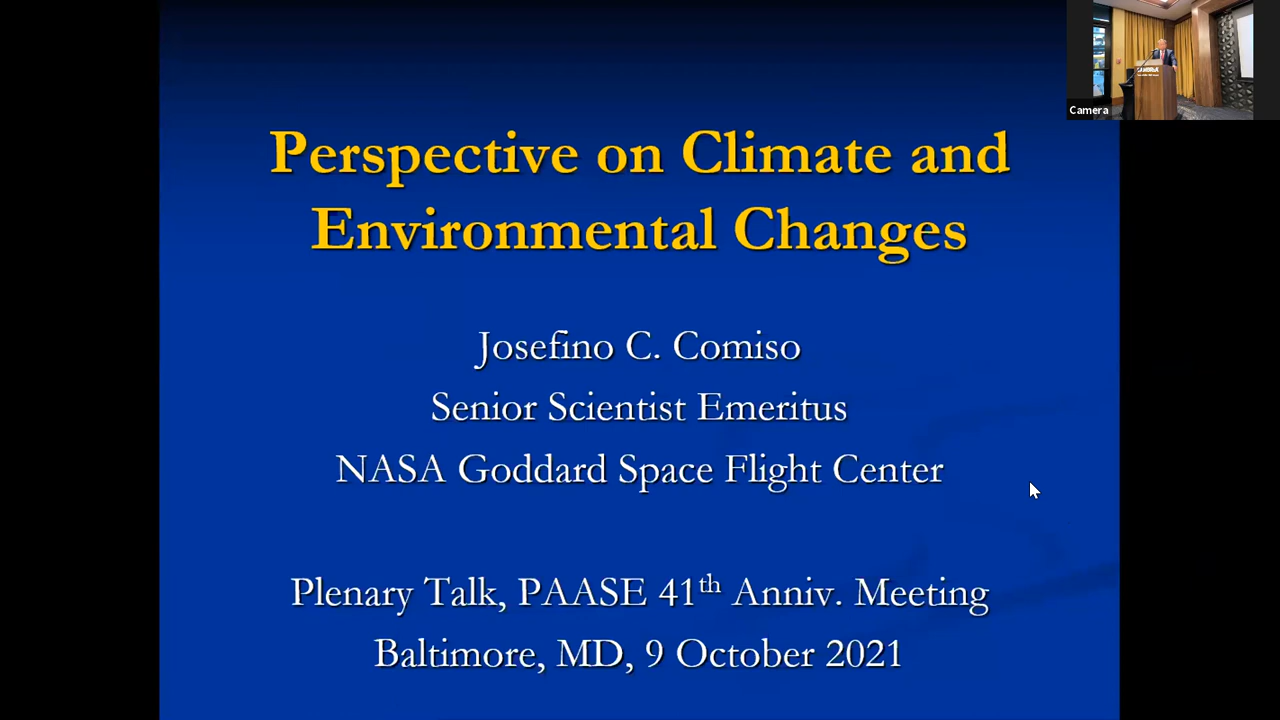 Perspective on Climate and
Environmental Changes
Josefino C. Comiso
Senior Scientist Emeritus
NASA Goddard Space Flight Center
Plenary Talk, PAASE 41th Anniv. Meeting
Baltimore, MD, 9 October 2021
Camera